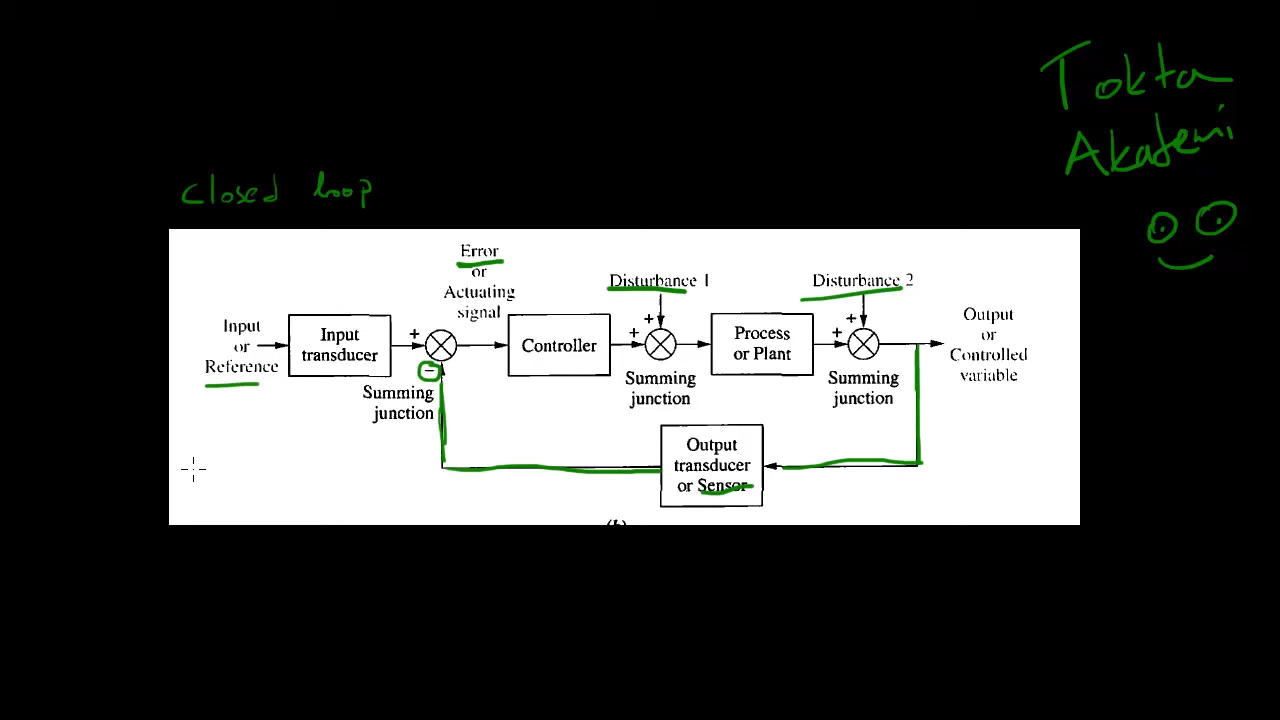 Tokta
Akademi
closed loop
Error
or
Actuating
signal
Disturbance 1
Disturbance 2
Input
or
Reference
Input
transducer
+
−
Summing
junction
Controller
+
+
Summing
junction
Process
or Plant
+
+
Summing
junction
Output
or
Controlled
variable
Output
transducer
or Sensor